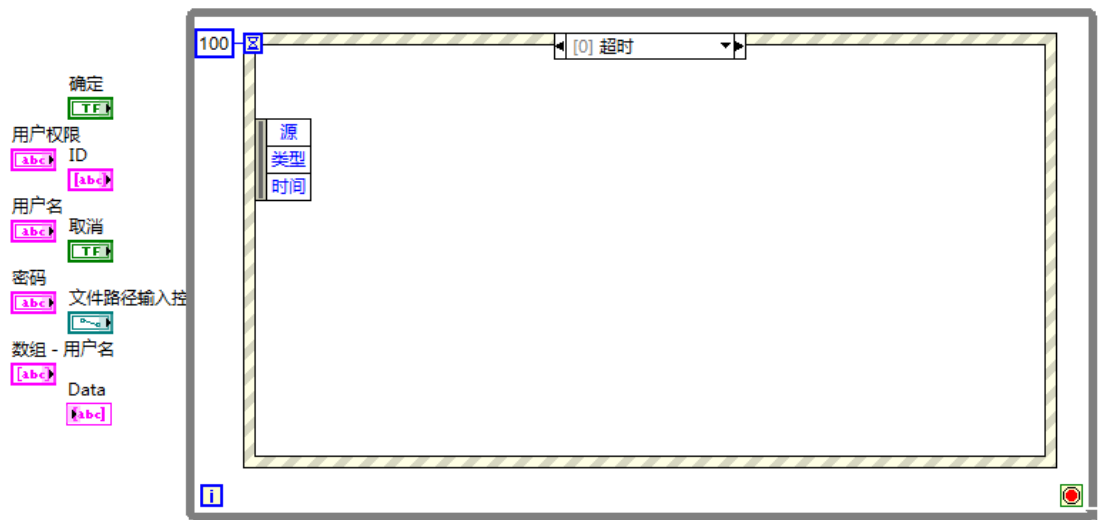 100
[0] 超时
确定
TF
用户权限
abc
ID
[abc]
源
类型
时间
用户名
abc
取消
TF
密码
abc
文件路径输入控
数组 - 用户名
[abc]
Data
[abc]
i